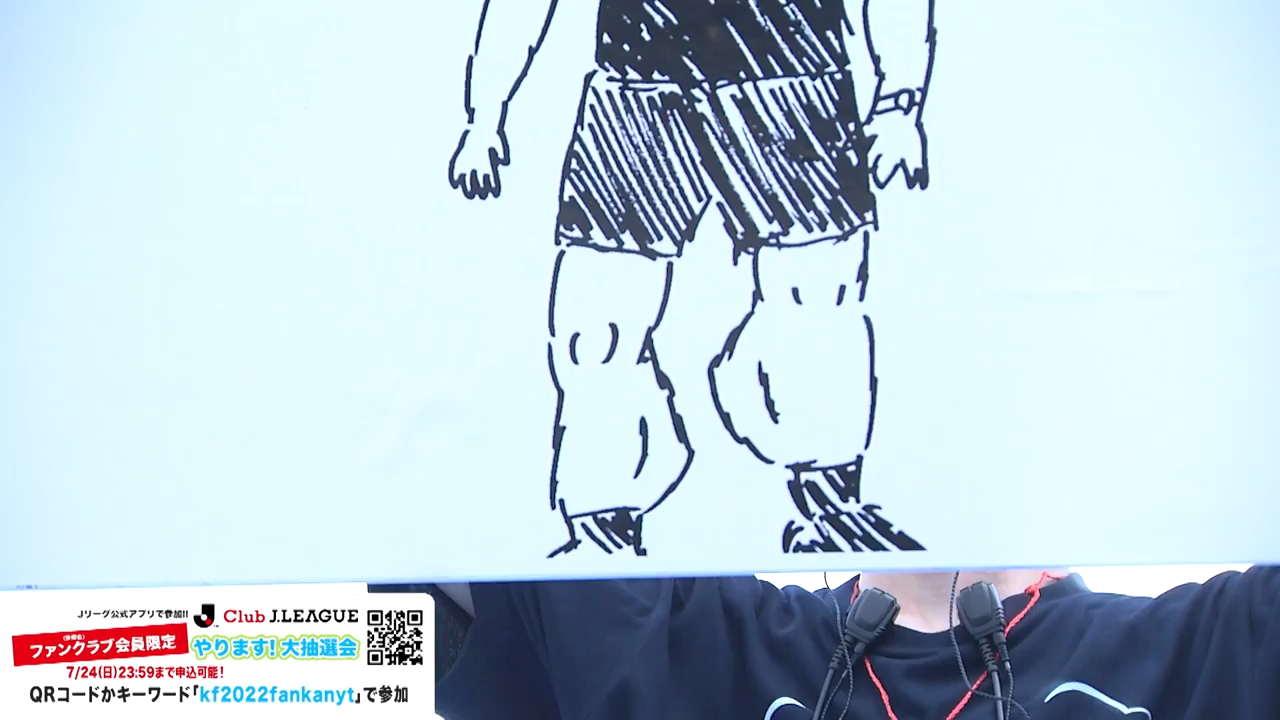 Jリーグ公式アプリで参加!!
Club J.LEAGUE
ファンクラブ会員限定
やります!大抽選会
7/24(日)23:59まで申込可能!
QRコードかキーワード「kf2022fankanyt」で参加